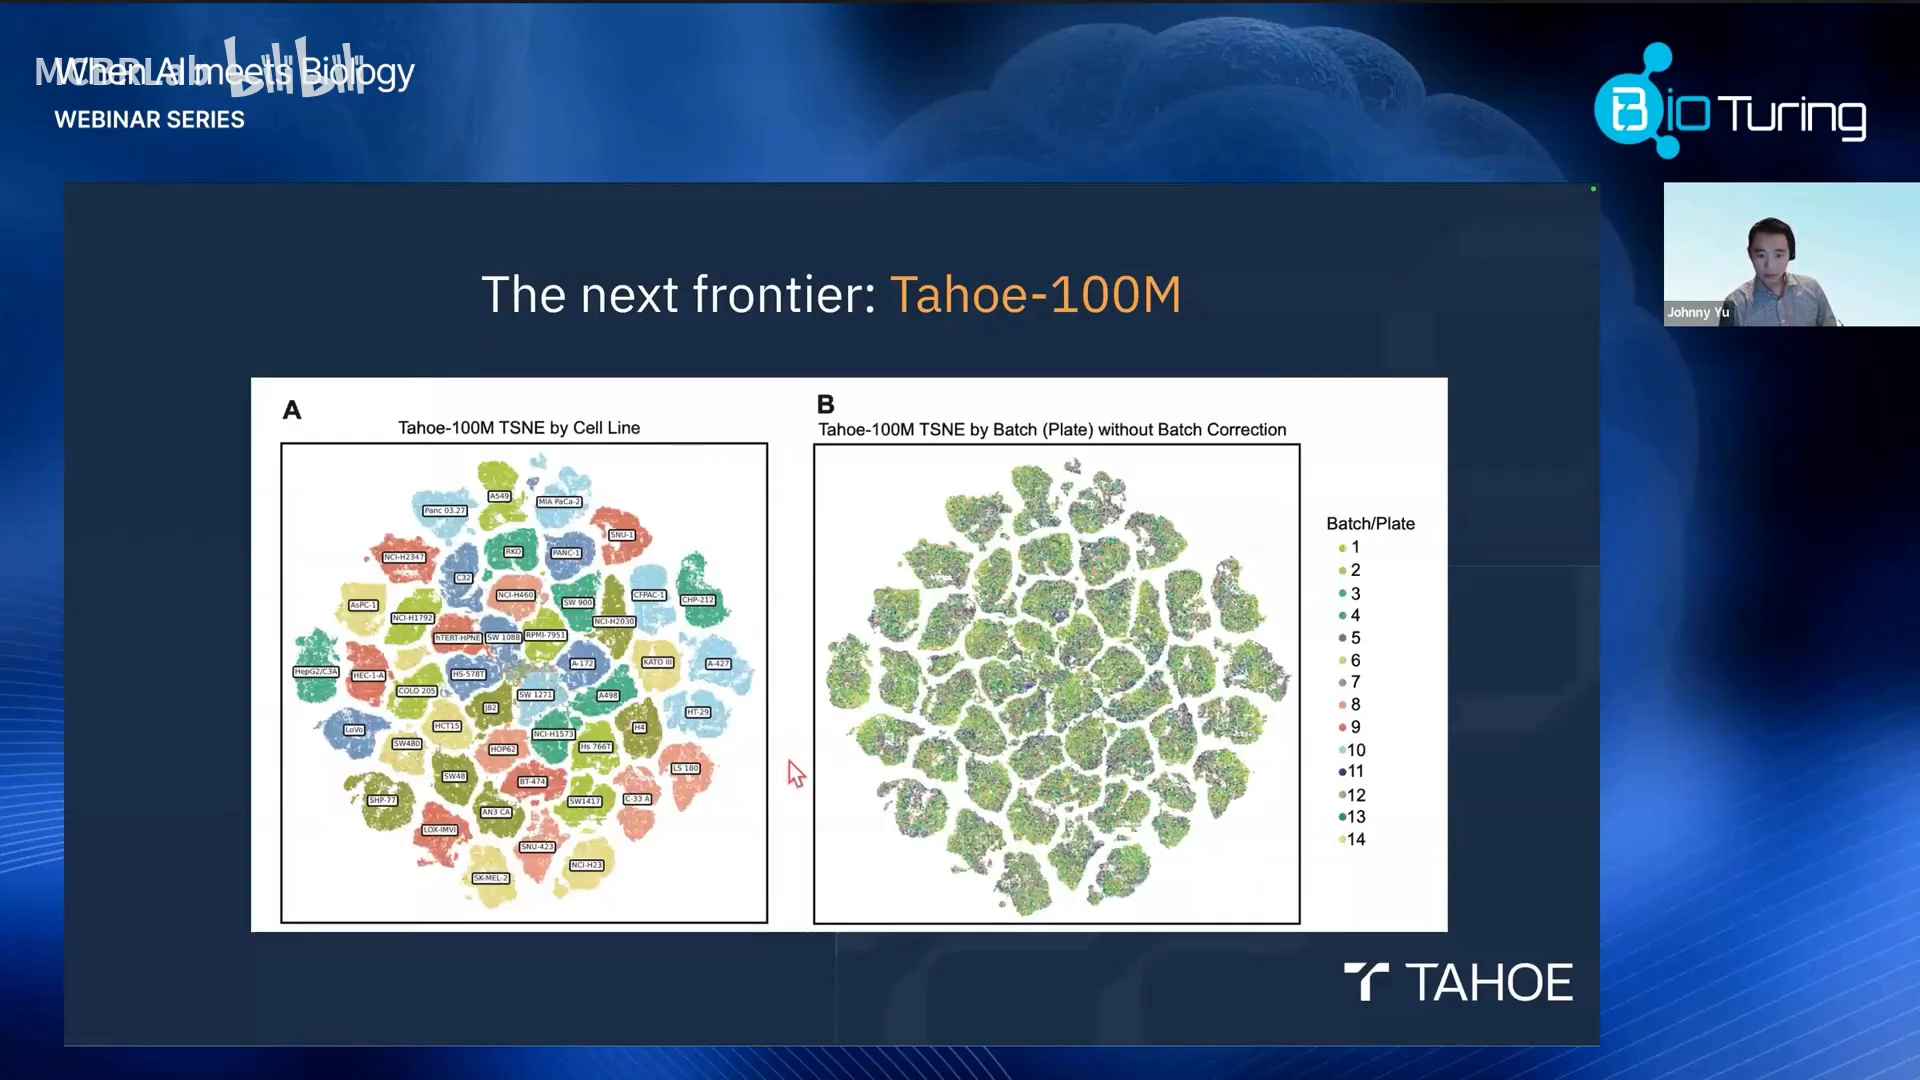 When AI meets Biology
MCBRLab bilibili
WEBINAR SERIES
BioTuring
Johnny Yu
The next frontier: Tahoe-100M
A
Tahoe-100M TSNE by Cell Line
A549
MIA PaCa-2
Panc 03.27
SNU-1
RKO
PANC-1
NCI-H2347
C32
NCI-H460
SW 900
CFPAC-1
CHP-212
AsPC-1
NCI-H1792
NCI-H2030
hTERT-HPNE
SW 1088
RPMI-7951
HepG2/C3A
HEC-1-A
HS-578T
A-172
KATO III
A-427
COLO 205
SW 1271
A498
J82
HT-29
LoVo
HCT15
NCI-H1573
H4
SW480
HOP62
Hs 766T
LS 180
SW48
BT-474
SHP-77
AN3 CA
SW1417
C-33 A
LOX-IMVI
SNU-423
NCI-H23
SK-MEL-2
B
Tahoe-100M TSNE by Batch (Plate) without Batch Correction
Batch/Plate
1
2
3
4
5
6
7
8
9
10
11
12
13
14
TAHOE